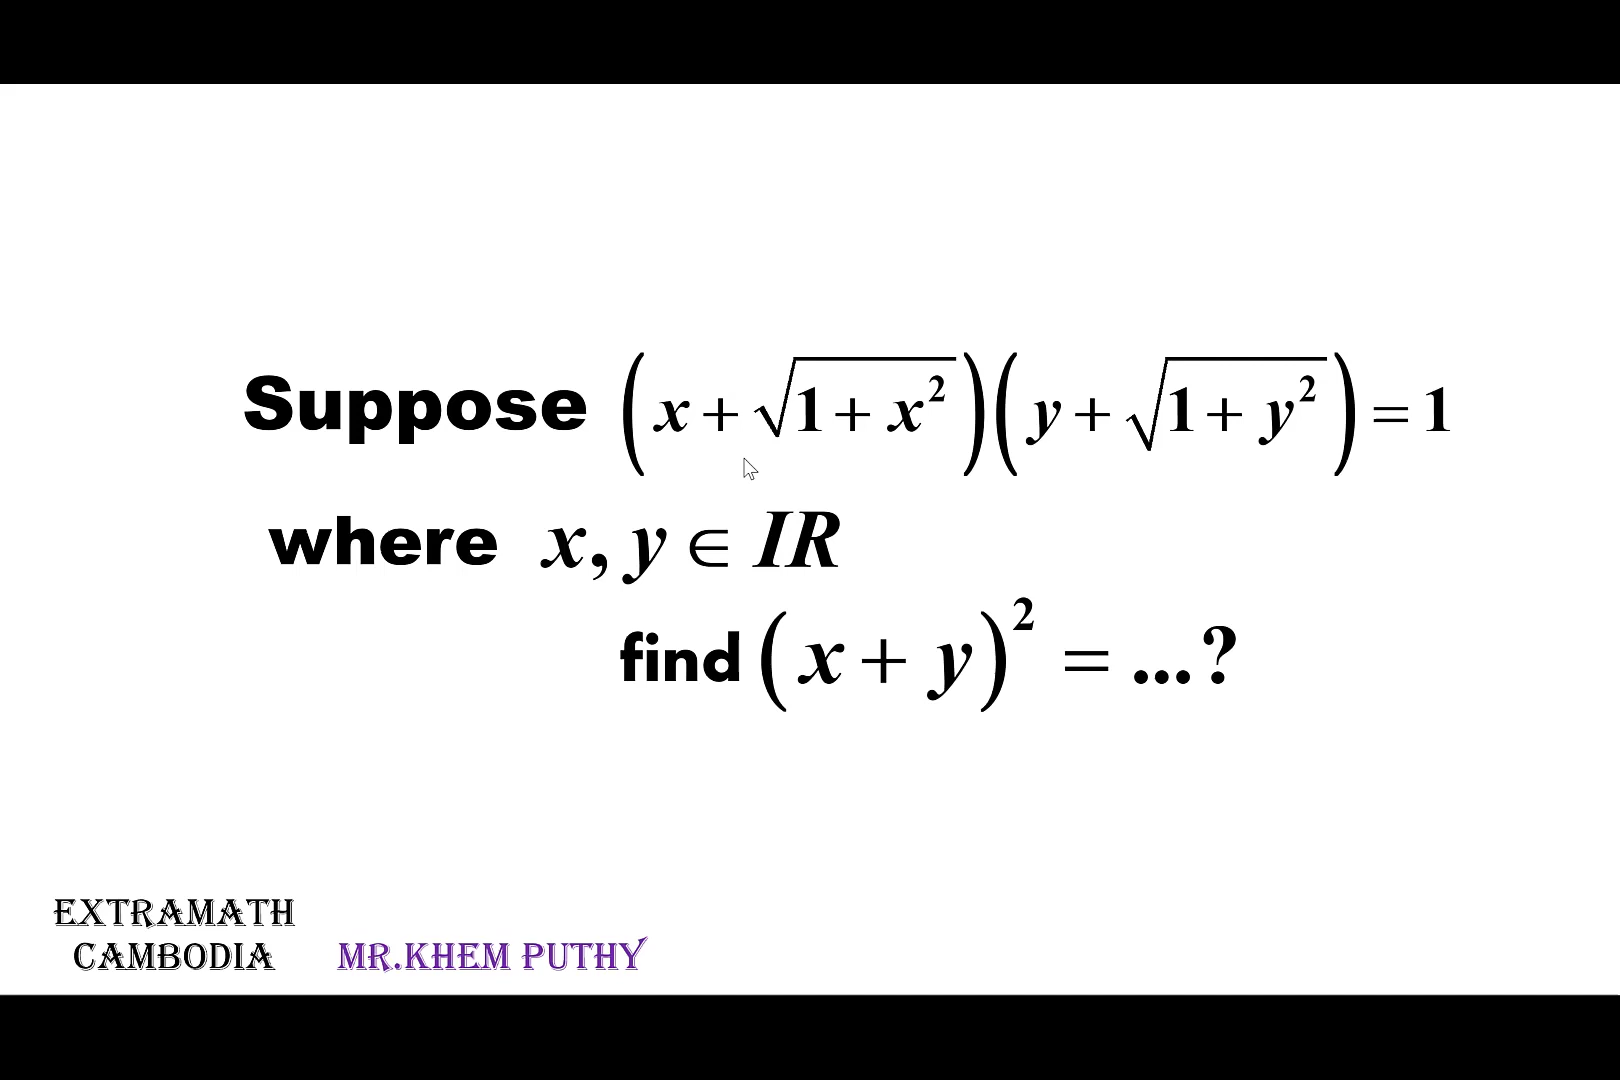 Suppose (x + √(1 + x²))(y + √(1 + y²)) = 1
where x, y ∈ IR
find (x + y)² = ...?
EXTRAMATH
CAMBODIA MR.KHEM PUTHY